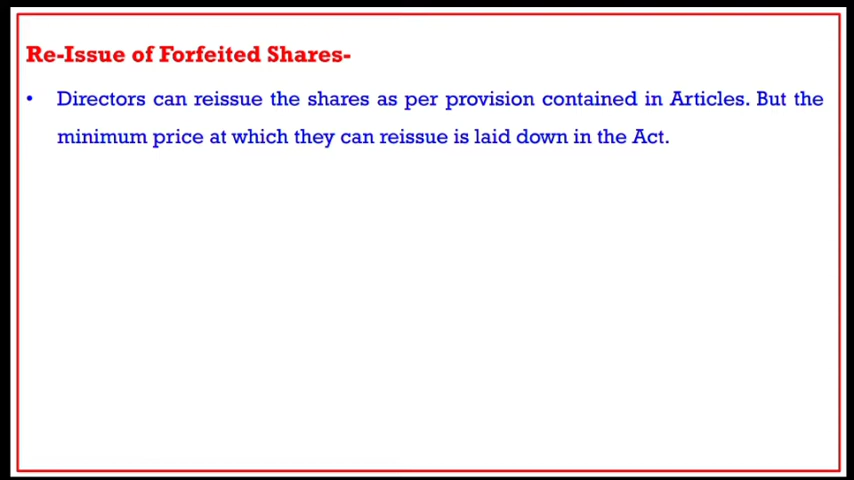 Re-Issue of Forfeited Shares-
• Directors can reissue the shares as per provision contained in Articles. But the
minimum price at which they can reissue is laid down in the Act.